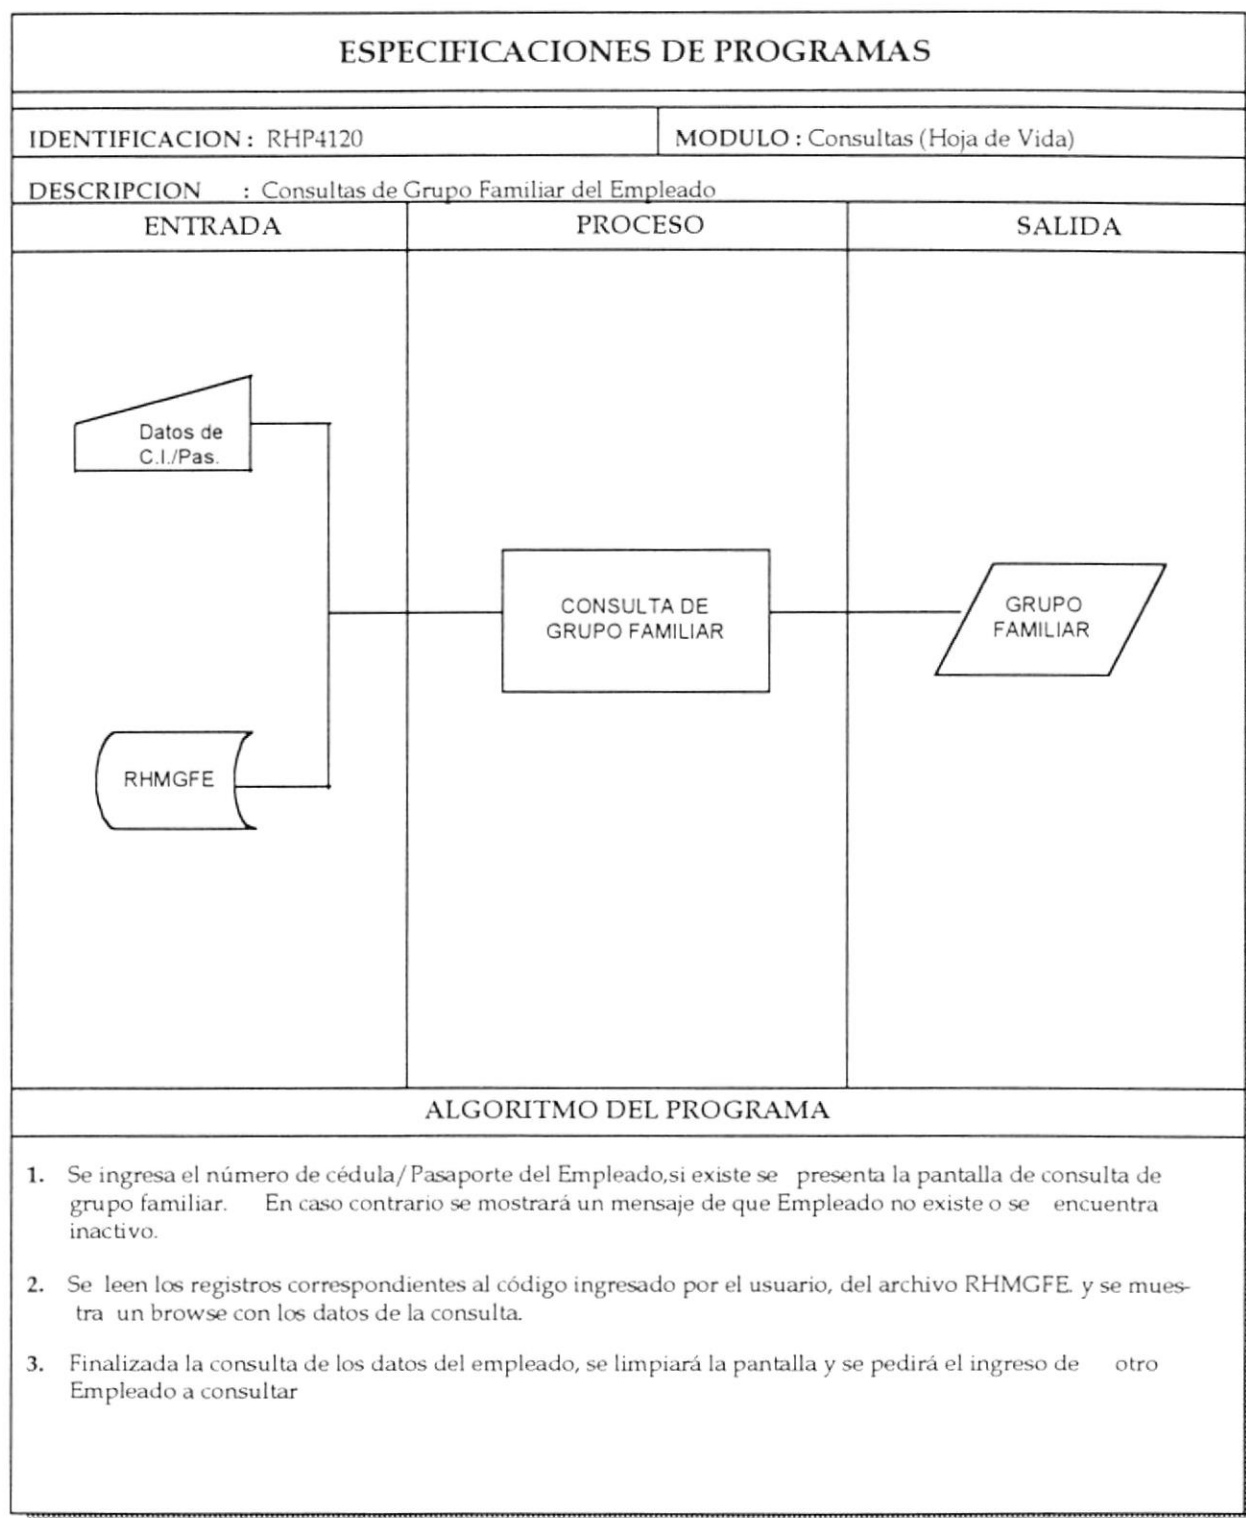 ESPECIFICACIONES DE PROGRAMAS
IDENTIFICACION : RHP4120
MODULO : Consultas (Hoja de Vida)
DESCRIPCION : Consultas de Grupo Familiar del Empleado
ENTRADA
PROCESO
SALIDA
Datos de
C.I./Pas.
CONSULTA DE
GRUPO FAMILIAR
GRUPO
FAMILIAR
RHMGFE
ALGORITMO DEL PROGRAMA
1. Se ingresa el número de cédula/Pasaporte del Empleado,si existe se presenta la pantalla de consulta de
grupo familiar. En caso contrario se mostrará un mensaje de que Empleado no existe o se encuentra
inactivo.
2. Se leen los registros correspondientes al código ingresado por el usuario, del archivo RHMGFE. y se mues-
tra un browse con los datos de la consulta.
3. Finalizada la consulta de los datos del empleado, se limpiará la pantalla y se pedirá el ingreso de otro
Empleado a consultar